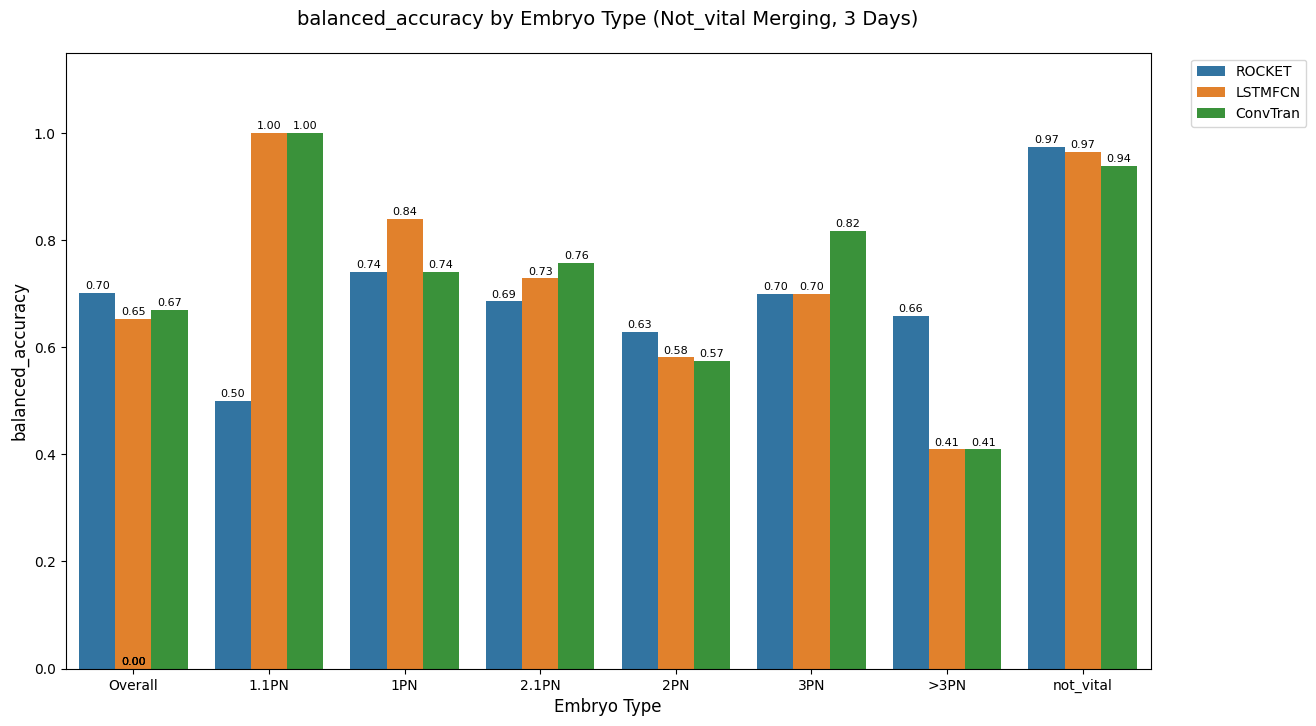 balanced_accuracy by Embryo Type (Not_vital Merging, 3 Days)
ROCKET
LSTMFCN
ConvTran
balanced_accuracy
1.0
0.8
0.6
0.4
0.2
0.0
0.70
0.65
0.67
0.00
0.50
1.00
1.00
0.74
0.84
0.74
0.69
0.73
0.76
0.63
0.58
0.57
0.70
0.70
0.82
0.66
0.41
0.41
0.97
0.97
0.94
Overall
1.1PN
1PN
2.1PN
2PN
3PN
>3PN
not_vital
Embryo Type